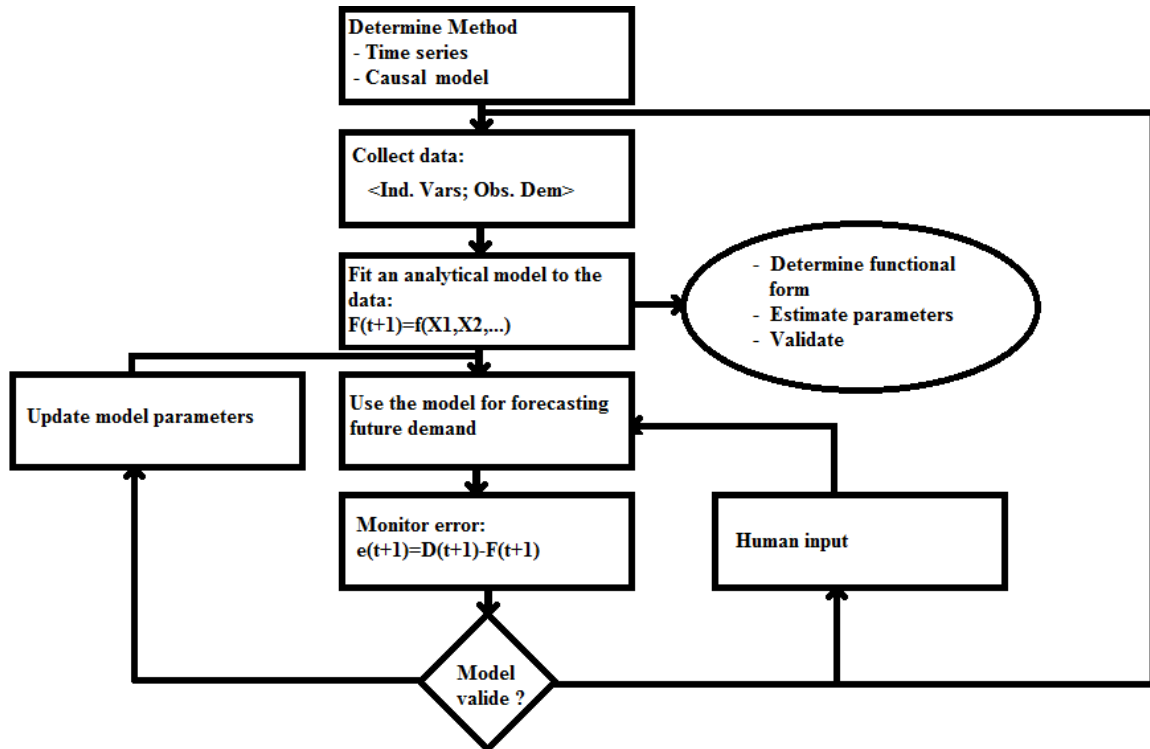 Determine Method
- Time series
- Causal model
Collect data:
<Ind. Vars; Obs. Dem>
Fit an analytical model to the
data:
F(t+1)=f(X1,X2,...)
- Determine functional
form
- Estimate parameters
- Validate
Update model parameters
Use the model for forecasting
future demand
Monitor error:
e(t+1)=D(t+1)-F(t+1)
Human input
Model
valide ?